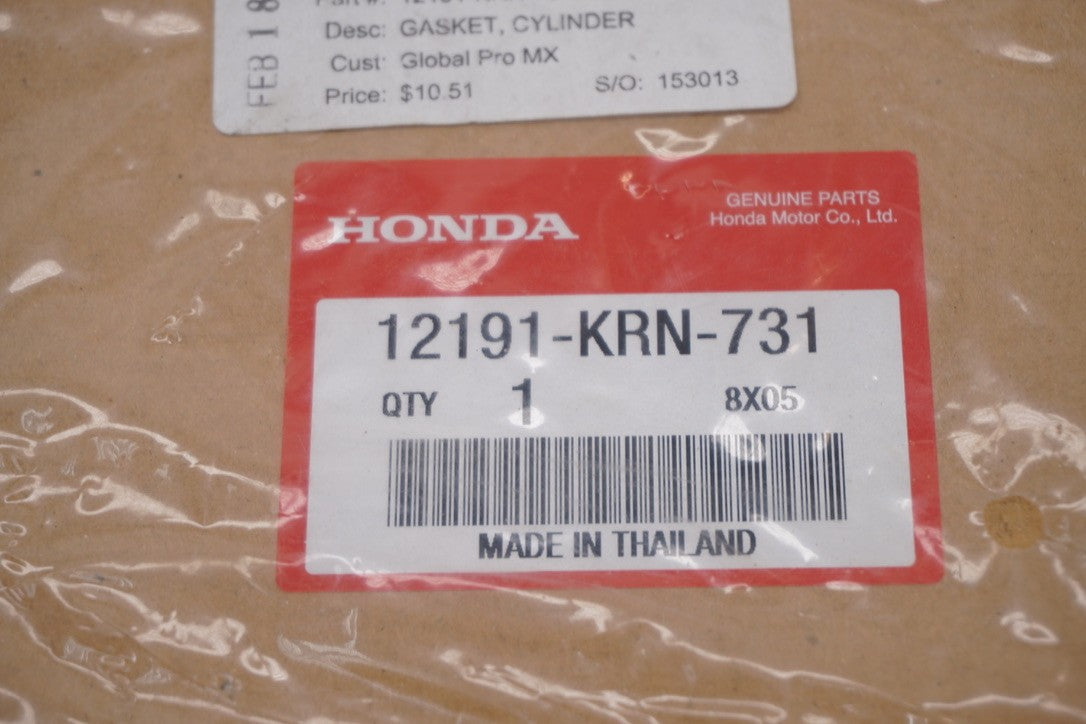 FEB 18
Desc: GASKET, CYLINDER
Cust: Global Pro MX
Price: $10.51
S/O: 153013
HONDA
GENUINE PARTS
Honda Motor Co., Ltd.
12191-KRN-731
QTY 1 8X05
MADE IN THAILAND